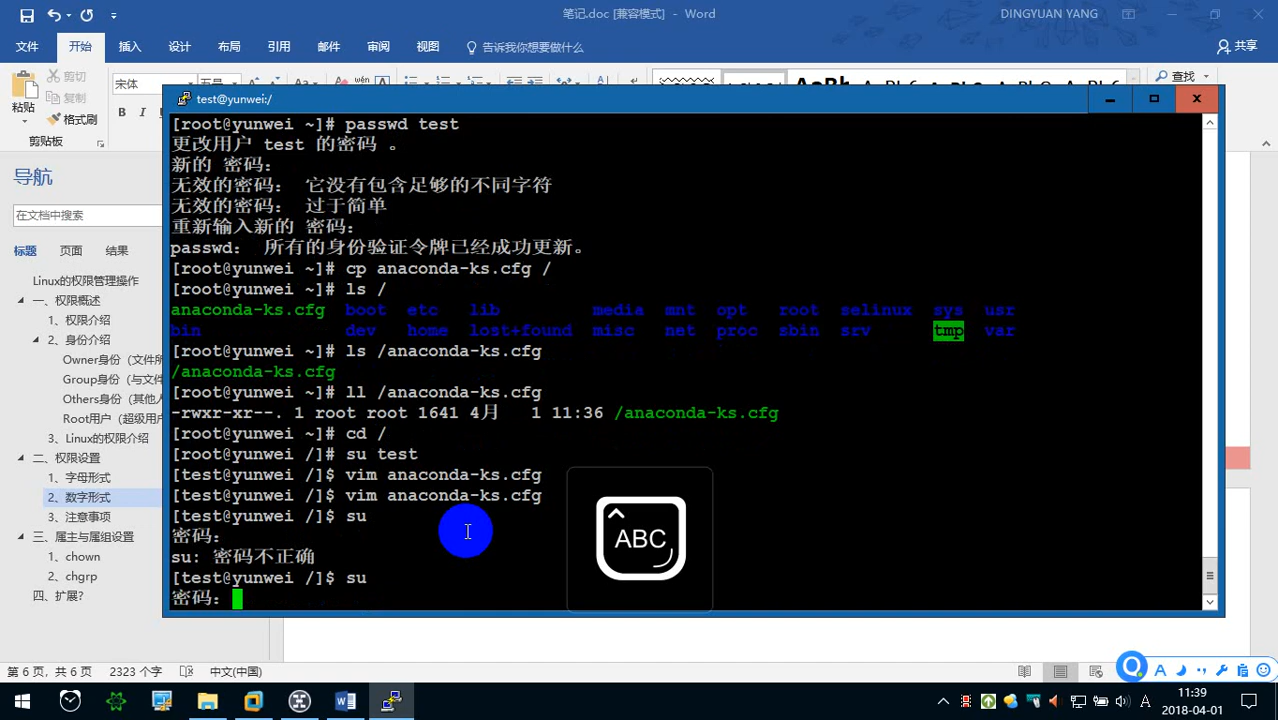 笔记.doc [兼容模式] - Word
DINGYUAN YANG
文件 开始 插入 设计 布局 引用 邮件 审阅 视图 告诉我你想要做什么 共享
剪切
复制
格式刷
粘贴
剪贴板
宋体
五号
B I
查找
导航
在文档中搜索
标题 页面 结果
Linux的权限管理操作
一、权限概述
1、权限介绍
2、身份介绍
Owner身份（文件所
Group身份（与文件
Others身份（其他人
Root用户（超级用户
3、Linux的权限介绍
二、权限设置
1、字母形式
2、数字形式
3、注意事项
三、属主与属组设置
1、chown
2、chgrp
四、扩展?
test@yunwei:/
[root@yunwei ~]# passwd test
更改用户 test 的密码 。
新的 密码：
无效的密码： 它没有包含足够的不同字符
无效的密码： 过于简单
重新输入新的 密码：
passwd： 所有的身份验证令牌已经成功更新。
[root@yunwei ~]# cp anaconda-ks.cfg /
[root@yunwei ~]# ls /
anaconda-ks.cfg boot etc lib media mnt opt root selinux sys usr
bin dev home lost+found misc net proc sbin srv tmp var
[root@yunwei ~]# ls /anaconda-ks.cfg
/anaconda-ks.cfg
[root@yunwei ~]# ll /anaconda-ks.cfg
-rwxr-xr--. 1 root root 1641 4月 1 11:36 /anaconda-ks.cfg
[root@yunwei ~]# cd /
[root@yunwei /]# su test
[test@yunwei /]$ vim anaconda-ks.cfg
[test@yunwei /]$ vim anaconda-ks.cfg
[test@yunwei /]$ su
密码：
su: 密码不正确
[test@yunwei /]$ su
密码：
ABC
第 6 页，共 6 页 2323 个字 中文(中国)
11:39
2018-04-01